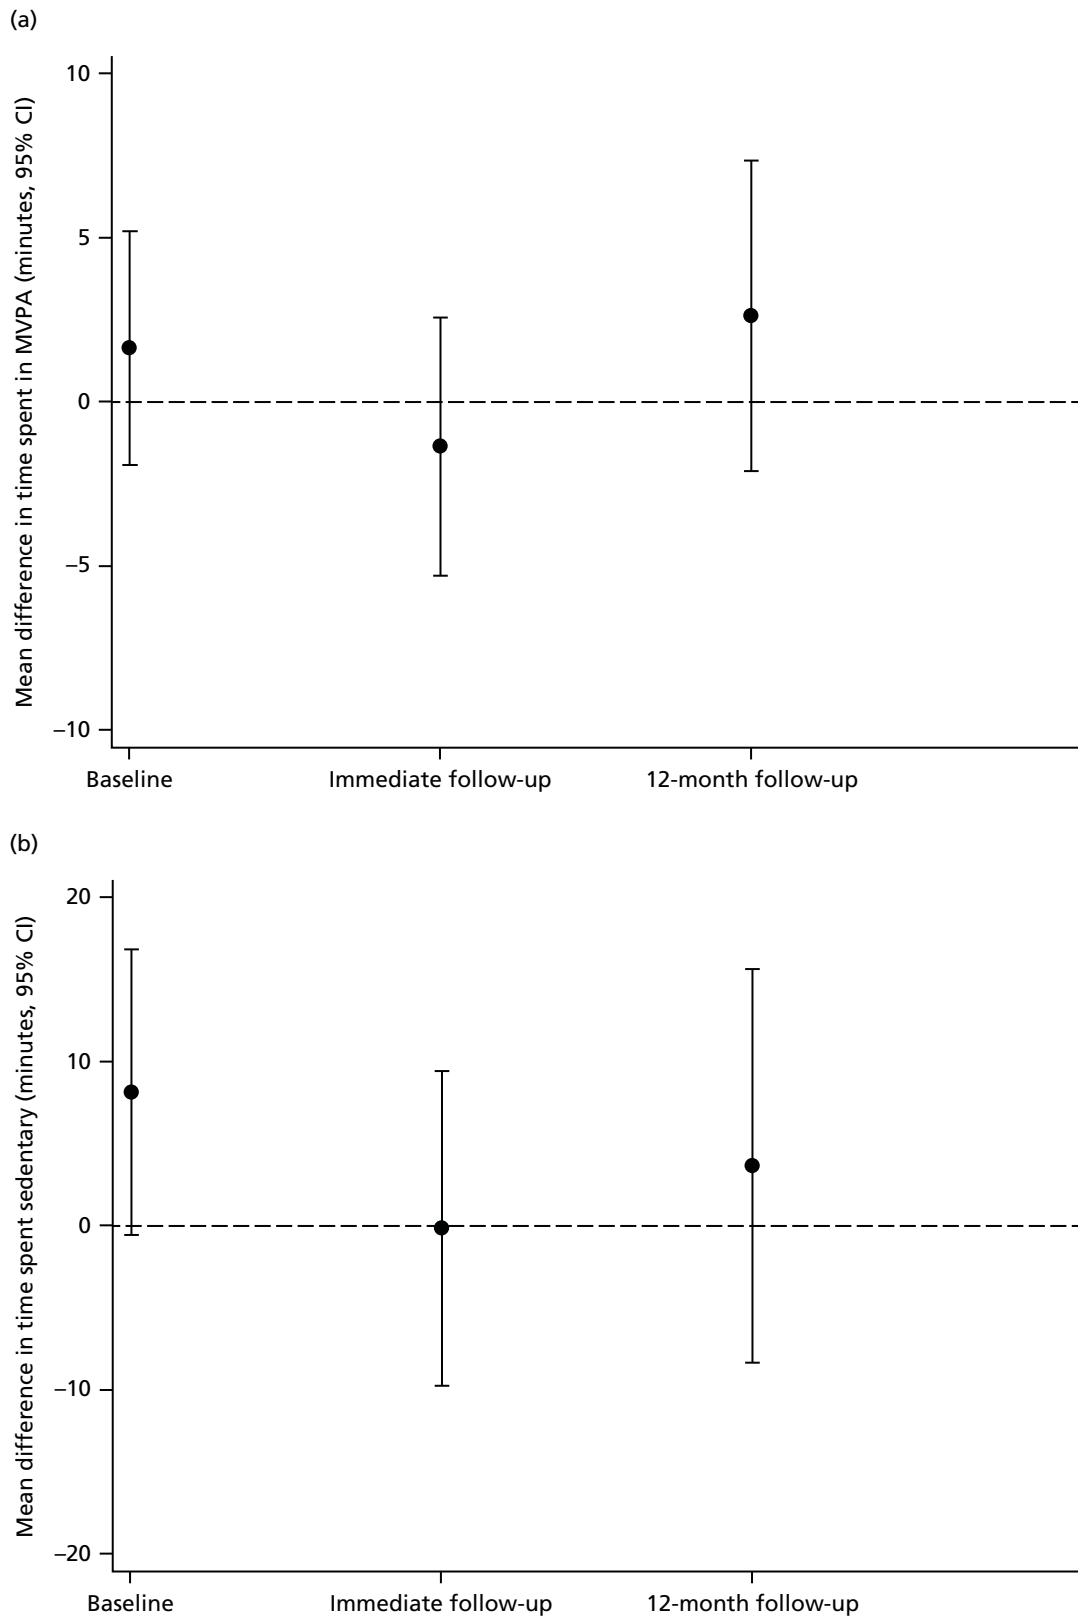 (a)
Mean difference in time spent in MVPA (minutes, 95% CI)
10
5
0
–5
–10
Baseline
Immediate follow-up
12-month follow-up
(b)
Mean difference in time spent sedentary (minutes, 95% CI)
20
10
0
–10
–20
Baseline
Immediate follow-up
12-month follow-up